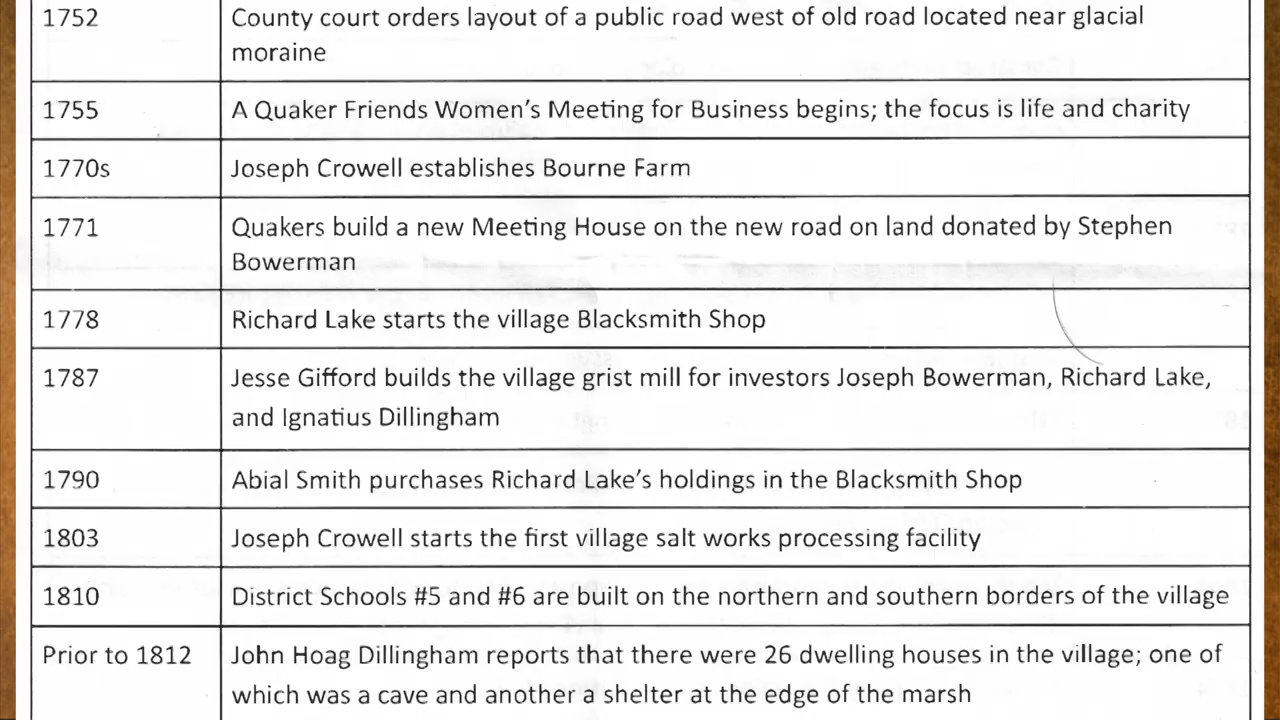 1752 County court orders layout of a public road west of old road located near glacial
moraine
1755 A Quaker Friends Women's Meeting for Business begins; the focus is life and charity
1770s Joseph Crowell establishes Bourne Farm
1771 Quakers build a new Meeting House on the new road on land donated by Stephen
Bowerman
1778 Richard Lake starts the village Blacksmith Shop
1787 Jesse Gifford builds the village grist mill for investors Joseph Bowerman, Richard Lake,
and Ignatius Dillingham
1790 Abial Smith purchases Richard Lake's holdings in the Blacksmith Shop
1803 Joseph Crowell starts the first village salt works processing facility
1810 District Schools #5 and #6 are built on the northern and southern borders of the village
Prior to 1812 John Hoag Dillingham reports that there were 26 dwelling houses in the village; one of
which was a cave and another a shelter at the edge of the marsh